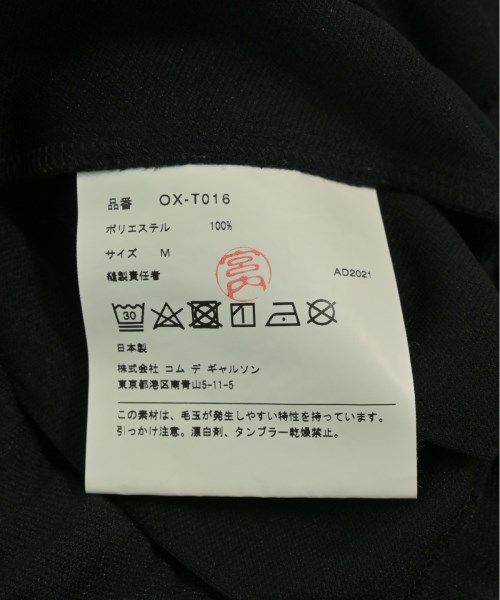 品番 OX-T016
ポリエステル 100%
サイズ M
縫製責任者 宮内 AD2021
30
日本製
株式会社 コム デ ギャルソン
東京都港区南青山5-11-5
この素材は、毛玉が発生しやすい特性を持っています。
引っかけ注意。漂白剤、タンブラー乾燥禁止。